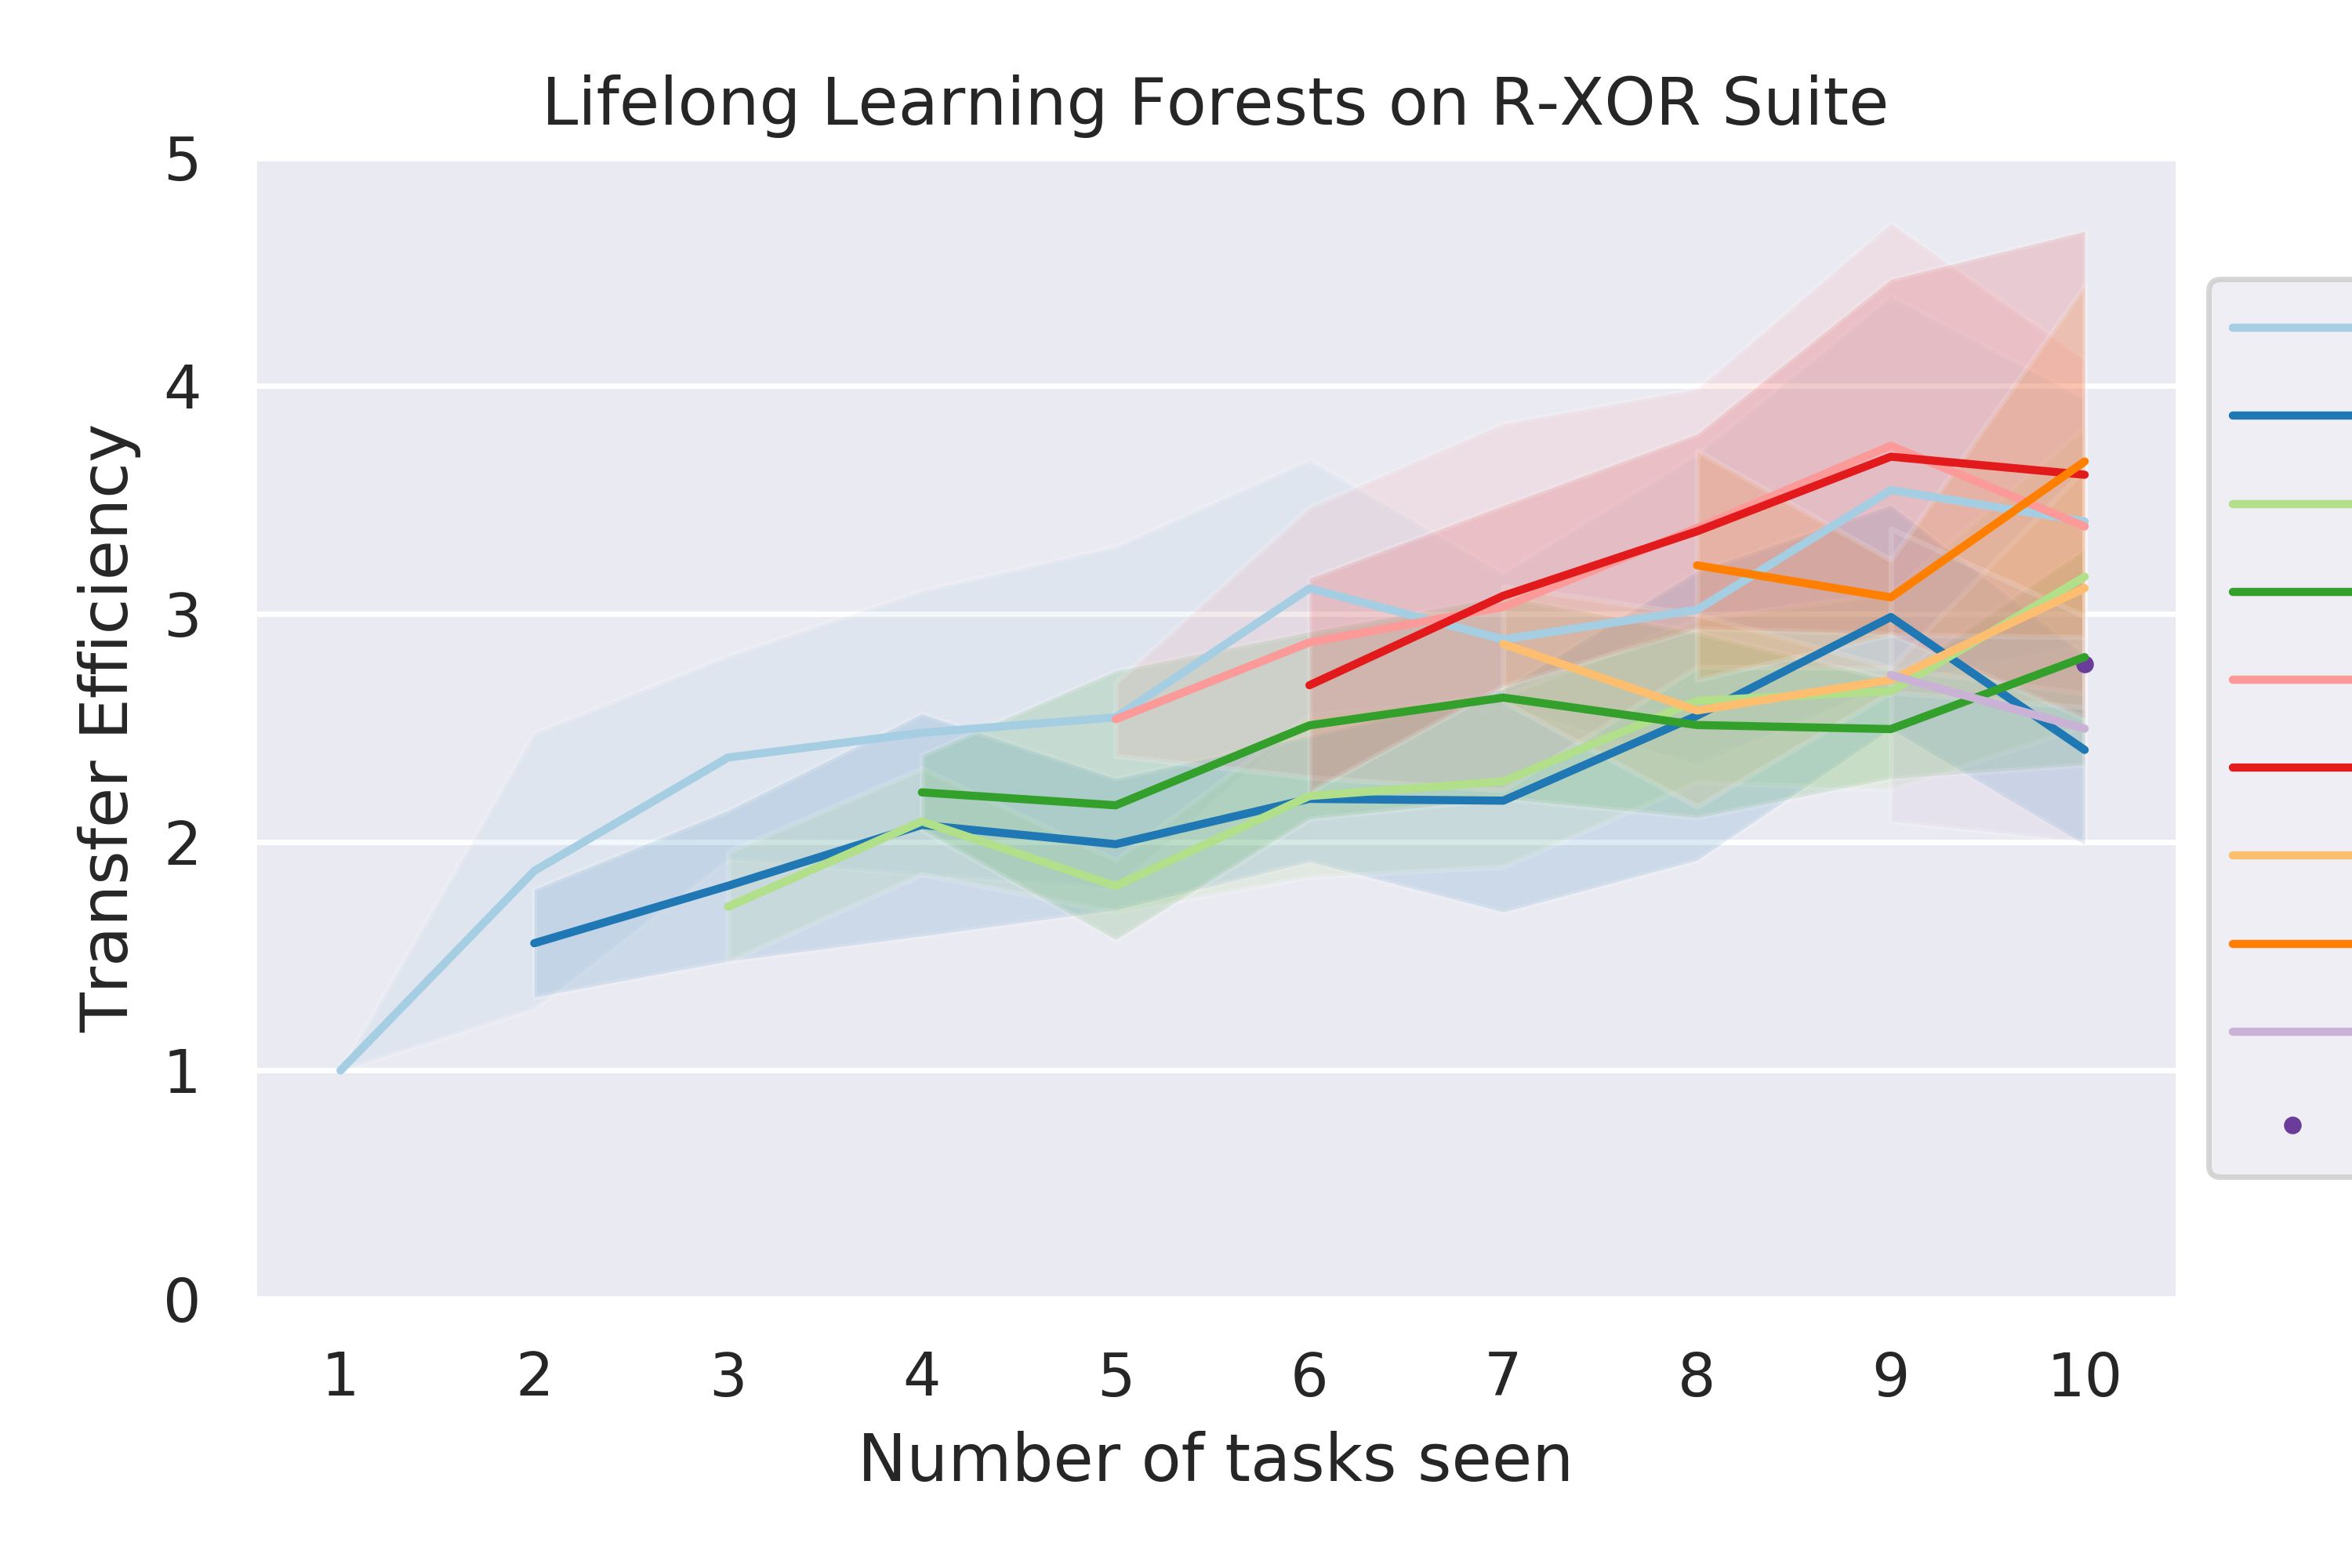 Lifelong Learning Forests on R-XOR Suite
5
4
3
2
1
0
Transfer Efficiency
1 2 3 4 5 6 7 8 9 10
Number of tasks seen